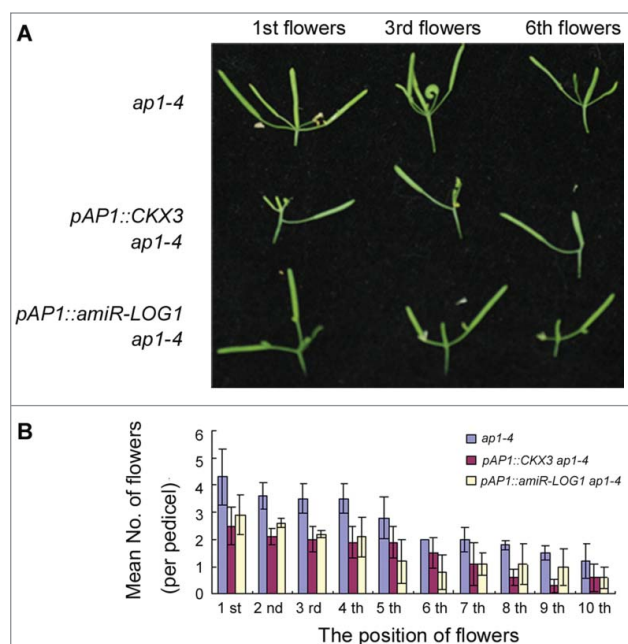 A
1st flowers 3rd flowers 6th flowers
ap1-4
pAP1::CKX3
ap1-4
pAP1::amiR-LOG1
ap1-4
B
Mean No. of flowers
(per pedicel)
6
5
4
3
2
1
0
ap1-4
pAP1::CKX3 ap1-4
pAP1::amiR-LOG1 ap1-4
1 st 2 nd 3 rd 4 th 5 th 6 th 7 th 8 th 9 th 10 th
The position of flowers